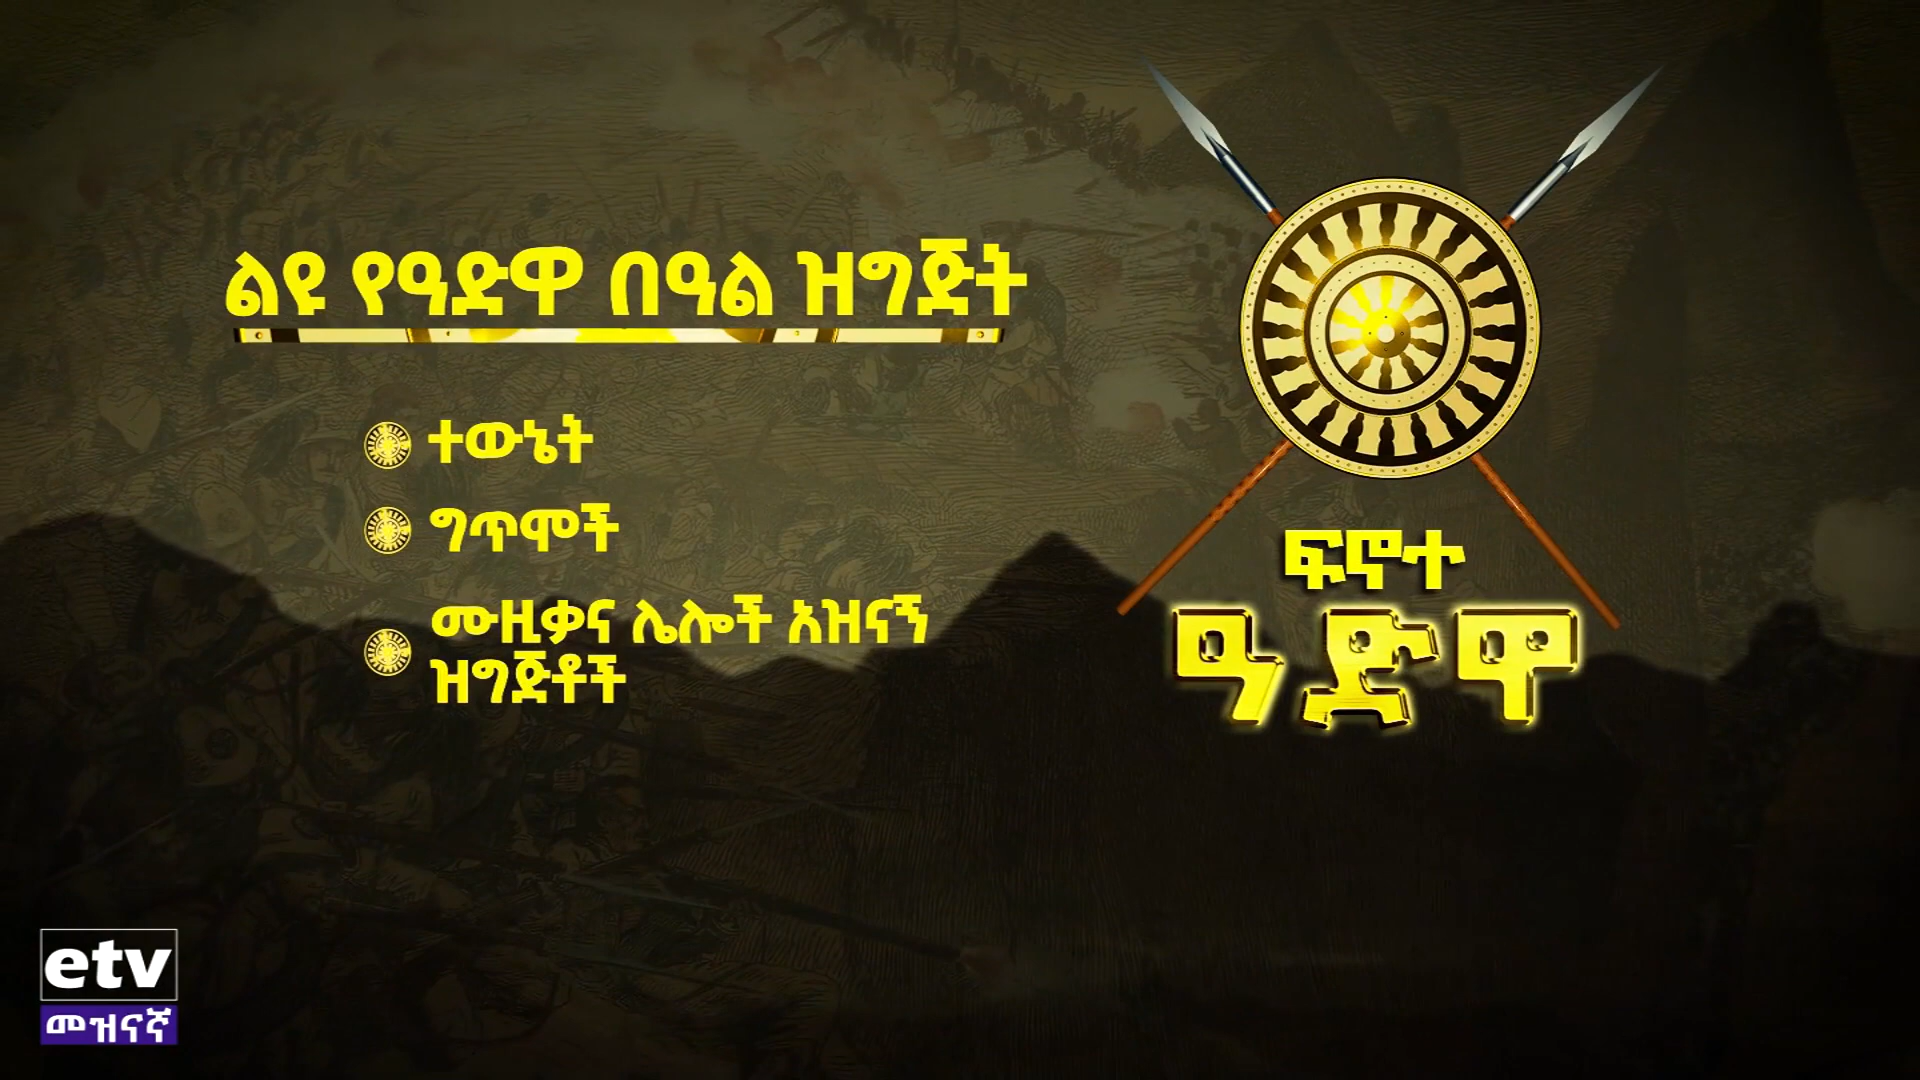 ልዩ የዓድዋ በዓል ዝግጅት
ተውኔት
ግጥሞች
ሙዚቃና ሌሎች አዝናኝ
ዝግጅቶች
ፍኖተ
ዓድዋ
etv
መዝናኛ